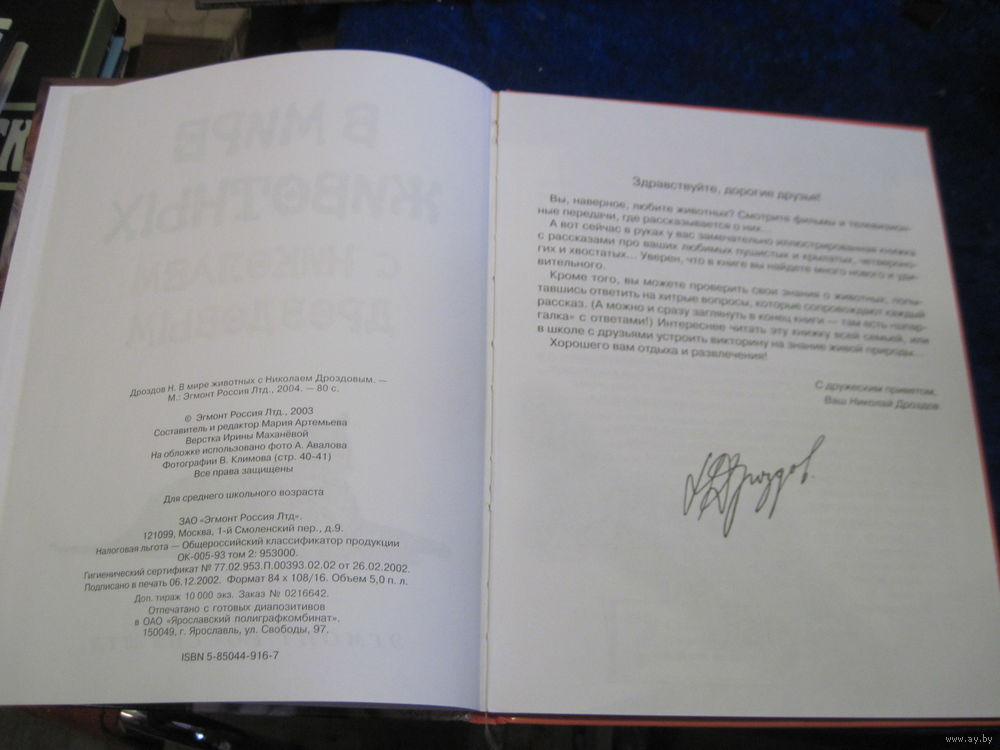 В МИРЕ
ЖИВОТНЫХ
Дроздов Н. В мире животных с Николаем Дроздовым. —
М.: Эгмонт Россия Лтд., 2004. — 80 с.
© Эгмонт Россия Лтд., 2003
Составитель и редактор Мария Артемьева
Верстка Ирины Маханёвой
На обложке использовано фото А. Авалова
Фотографии В. Климова (стр. 40-41)
Все права защищены
Для среднего школьного возраста
ЗАО «Эгмонт Россия Лтд».
121099, Москва, 1-й Смоленский пер., д.9.
Налоговая льгота — Общероссийский классификатор продукции
ОК-005-93 том 2: 953000.
Гигиенический сертификат № 77.02.953.П.00393.02.02 от 26.02.2002.
Подписано в печать 06.12.2002. Формат 84 х 108/16. Объем 5,0 п. л.
Доп. тираж 10 000 экз. Заказ № 0216642.
Отпечатано с готовых диапозитивов
в ОАО «Ярославский полиграфкомбинат»,
150049, г. Ярославль, ул. Свободы, 97.
ISBN 5-85044-916-7
Здравствуйте, дорогие друзья!
Вы, наверное, любите животных? Смотрите фильмы и телевизион-
ные передачи, где рассказывается о них...
А вот сейчас в руках у вас замечательно иллюстрированная книжка
с рассказами про ваших любимых пушистых и крылатых, четвероно-
гих и хвостатых... Уверен, что в книге вы найдете много нового и уди-
вительного.
Кроме того, вы можете проверить свои знания о животных, попы-
тавшись ответить на хитрые вопросы, которые сопровождают каждый
рассказ. (А можно и сразу заглянуть в конец книги — там есть «шпар-
галка» с ответами!) Интереснее читать эту книжку всей семьей, или
в школе с друзьями устроить викторину на знание живой природы...
Хорошего вам отдыха и развлечения!
С дружеским приветом,
Ваш Николай Дроздов.
Дроздов
www.ay.by